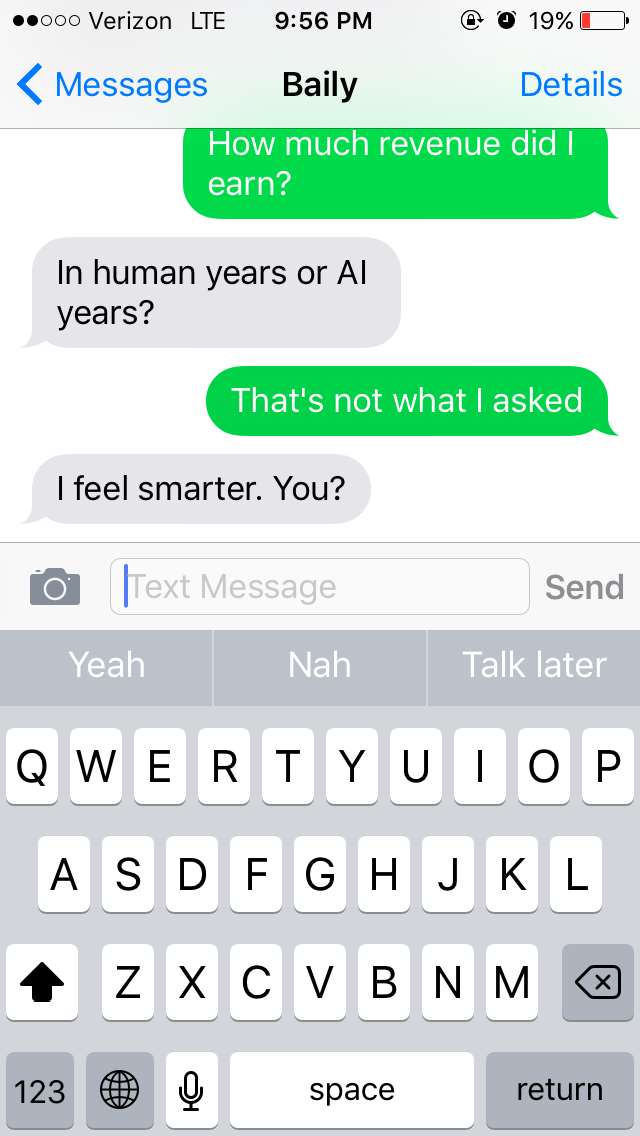 Verizon LTE 9:56 PM 19%
Messages Baily Details
How much revenue did I
earn?
In human years or AI
years?
That's not what I asked
I feel smarter. You?
Text Message Send
Yeah Nah Talk later
Q W E R T Y U I O P
A S D F G H J K L
Z X C V B N M
123 space return